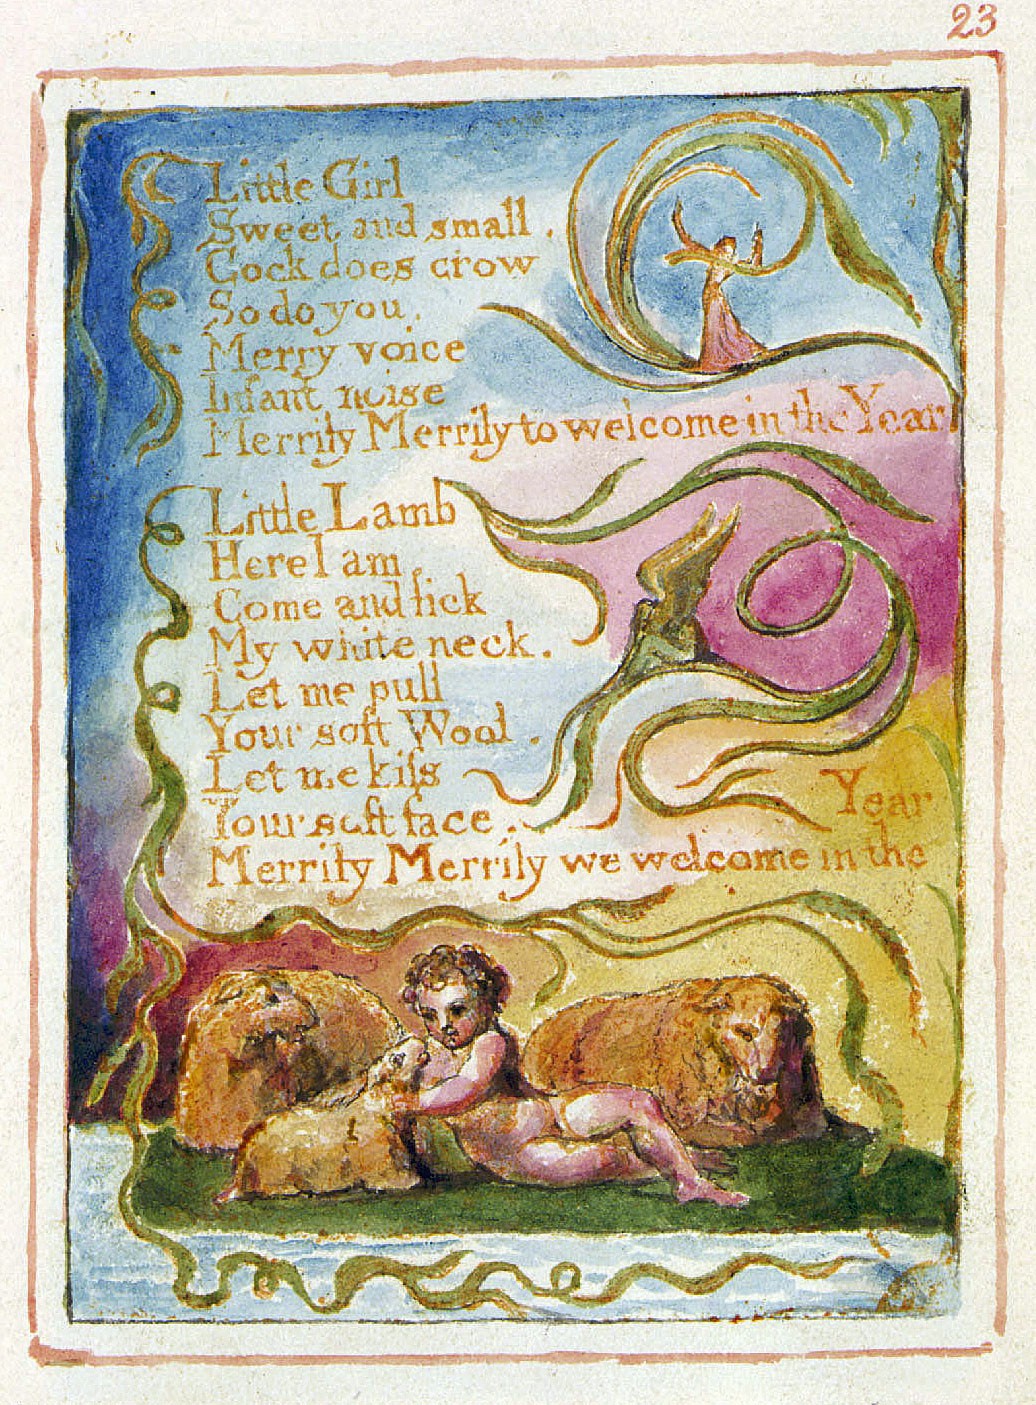 23
Little Girl
Sweet and small.
Cock does crow
So do you.
Merry voice
Infant noise
Merrily Merrily to welcome in the Year
Little Lamb
Here I am.
Come and lick
My white neck.
Let me pull
Your soft Wool.
Let me kiſs
Your soft face.
Merrily Merrily we welcome in the
Year